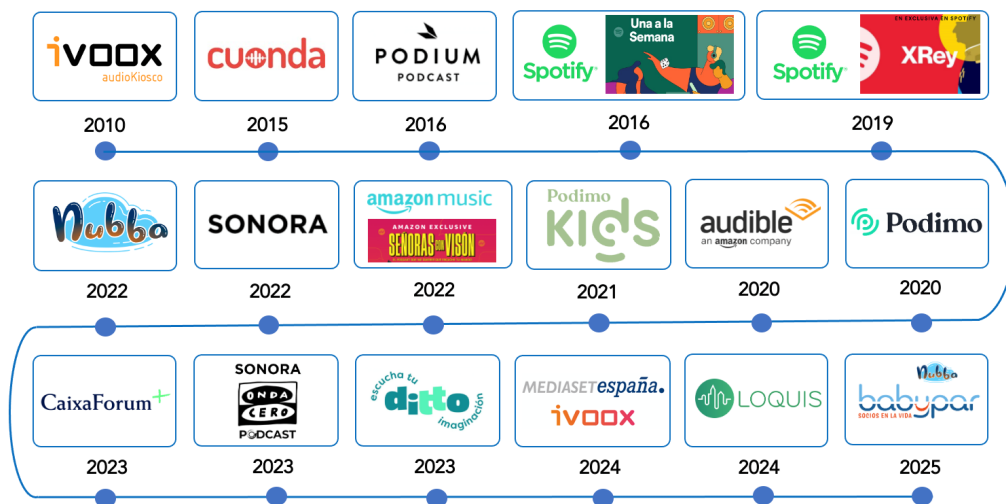 ivoox
audioKiosco
cuonda
PODIUM
PODCAST
Spotify
Una a la
Semana
Spotify
EN EXCLUSIVA EN SPOTIFY
XRey
2010
2015
2016
2016
2019
Nubba
SONORA
amazon music
AMAZON EXCLUSIVE
SEÑORAS CON VISÓN
Podimo
KIdS
audible
an amazon company
Podimo
2022
2022
2022
2021
2020
2020
CaixaForum+
SONORA
ONDA
CERO
PODCAST
escucha tu
ditto
imaginación
MEDIASETespaña.
ivoox
LOQUIS
Nubba
babypar
SOCIOS EN LA VIDA
2023
2023
2023
2024
2024
2025